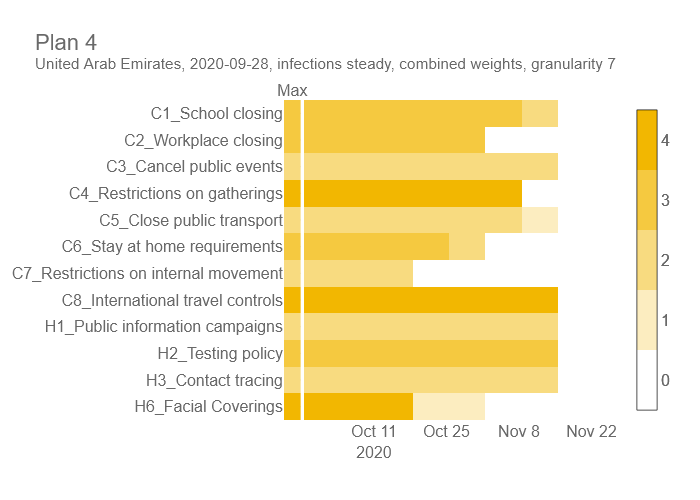 Plan 4
United Arab Emirates, 2020-09-28, infections steady, combined weights, granularity 7
Max
C1_School closing
C2_Workplace closing
C3_Cancel public events
C4_Restrictions on gatherings
C5_Close public transport
C6_Stay at home requirements
C7_Restrictions on internal movement
C8_International travel controls
H1_Public information campaigns
H2_Testing policy
H3_Contact tracing
H6_Facial Coverings
Oct 11 Oct 25 Nov 8 Nov 22
2020
4
3
2
1
0